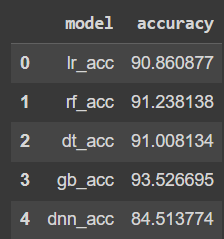 model accuracy
0 lr_acc 90.860877
1 rf_acc 91.238138
2 dt_acc 91.008134
3 gb_acc 93.526695
4 dnn_acc 84.513774